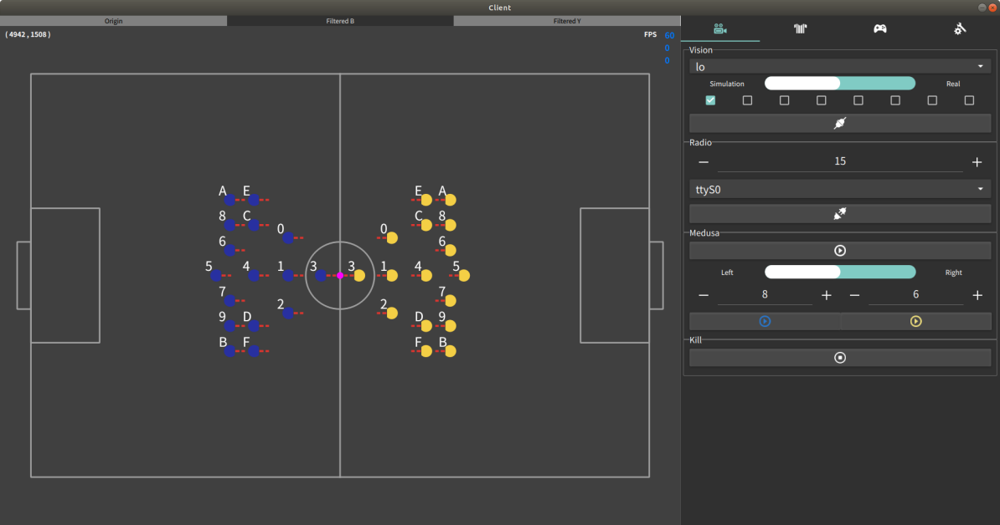 Client
Origin Filtered B Filtered Y
(4942,1508) FPS 60
0
0
Vision
lo
Simulation Real
Radio
15
ttyS0
Medusa
Left Right
8 6
Kill
A E E A
8 C C 8
0 0
6 6
5 4 1 3 3 1 4 5
7 7
2 2
9 D D 9
B F F B